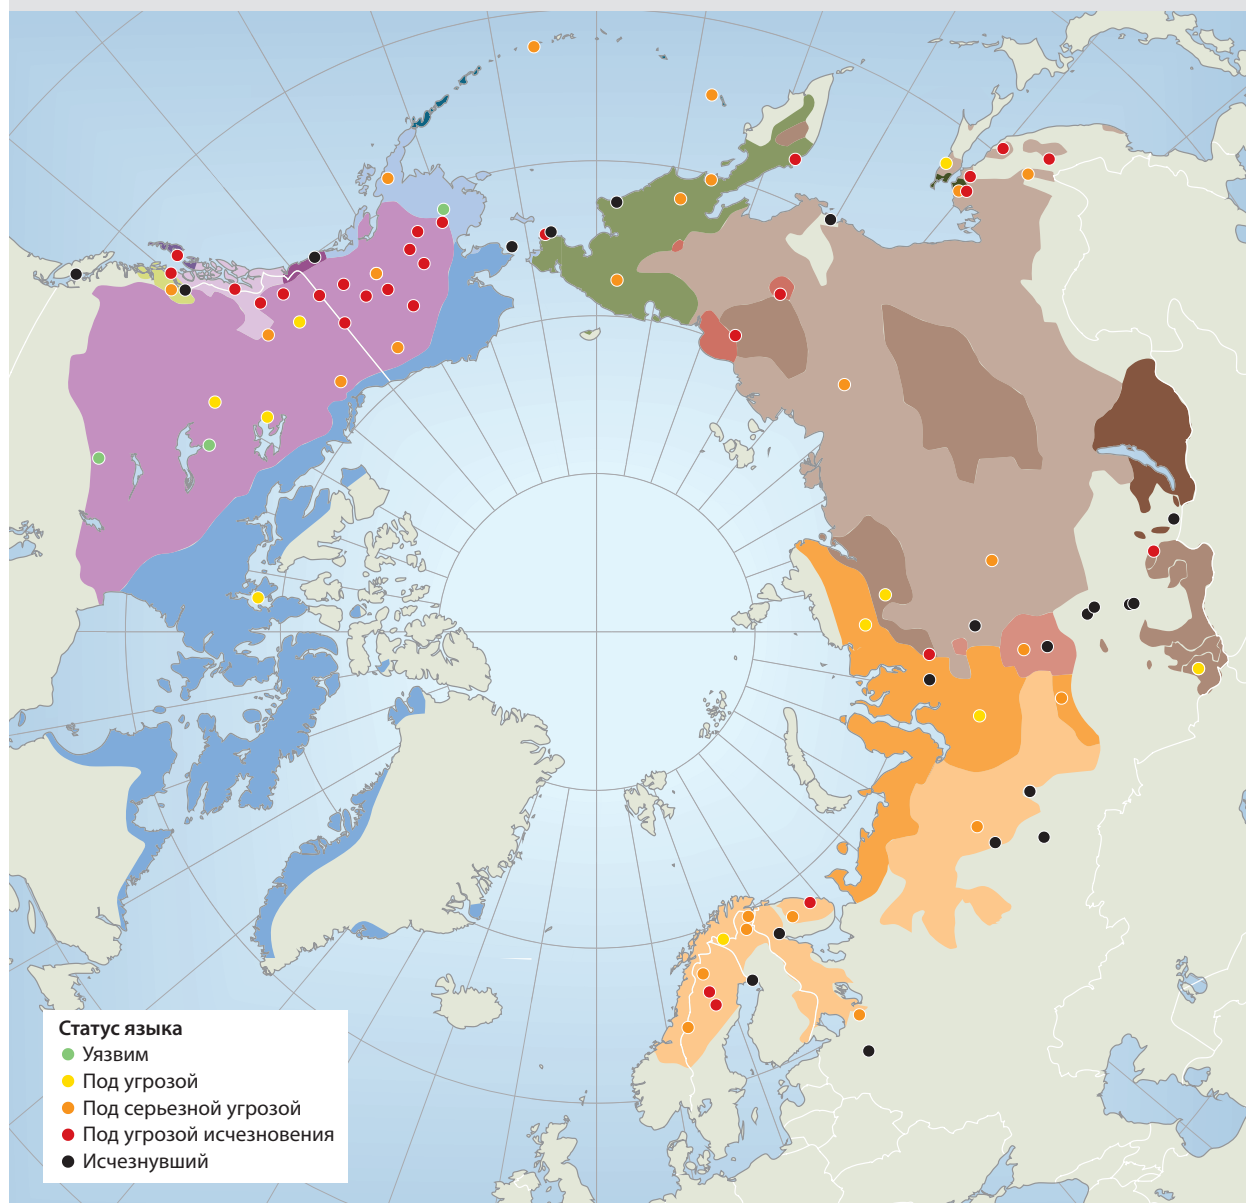 Статус языка
Уязвим
Под угрозой
Под серьезной угрозой
Под угрозой исчезновения
Исчезнувший